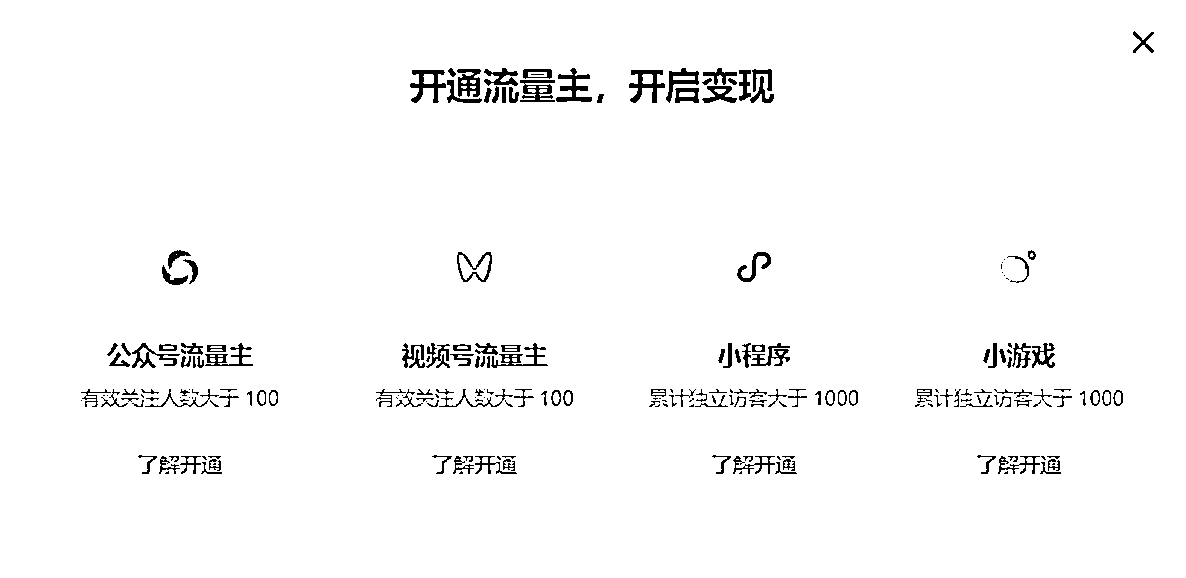 开通流量主，开启变现
公众号流量主
有效关注人数大于 100
了解开通
视频号流量主
有效关注人数大于 100
了解开通
小程序
累计独立访客大于 1000
了解开通
小游戏
累计独立访客大于 1000
了解开通